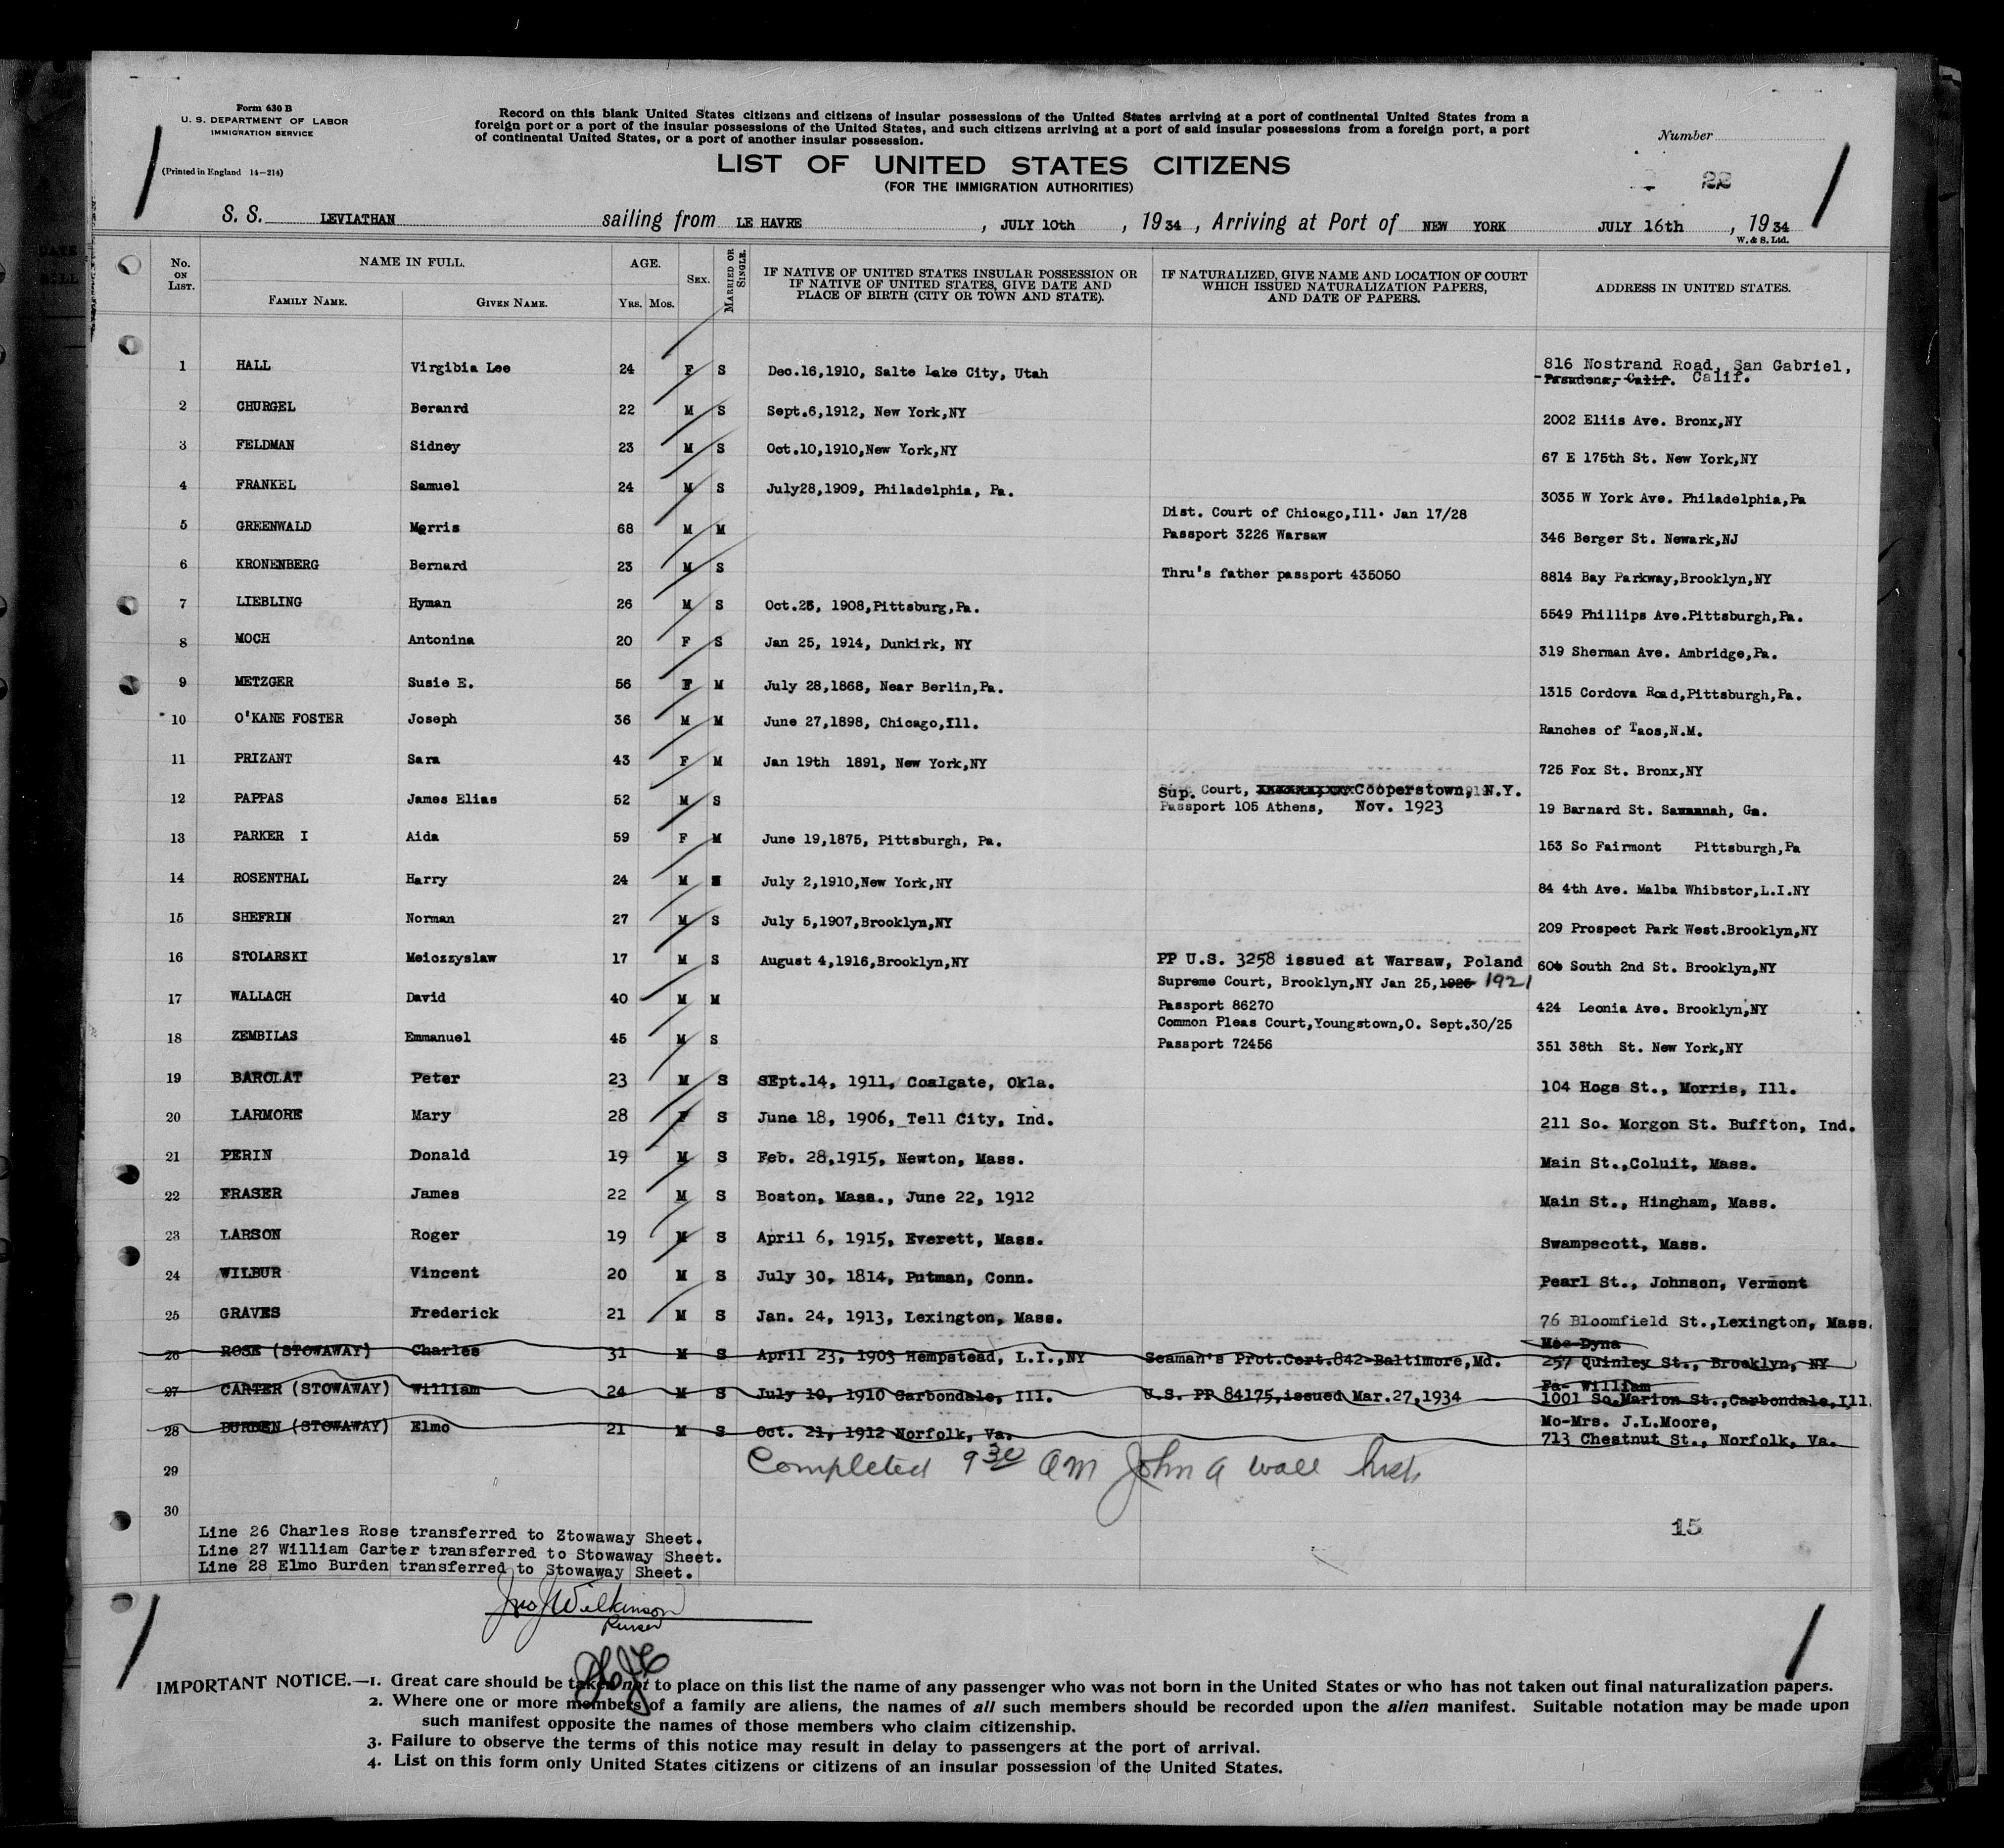 Form 630 B
U. S. DEPARTMENT OF LABOR
IMMIGRATION SERVICE
(Printed in England 14—214)
Record on this blank United States citizens and citizens of insular possessions of the United States arriving at a port of continental United States from a
foreign port or a port of the insular possessions of the United States, and such citizens arriving at a port of said insular possessions from a foreign port, a port
of continental United States, or a port of another insular possession.
Number
LIST OF UNITED STATES CITIZENS
(FOR THE IMMIGRATION AUTHORITIES)
S. S. LEVIATHAN sailing from LE HAVRE, JULY 10th, 1934, Arriving at Port of NEW YORK JULY 16th, 1934
W. & S. Ltd.
No. ON LIST. NAME IN FULL. FAMILY NAME. GIVEN NAME. AGE. YRS. MOS. SEX. MARRIED OR SINGLE. IF NATIVE OF UNITED STATES INSULAR POSSESSION OR IF NATIVE OF UNITED STATES, GIVE DATE AND PLACE OF BIRTH (CITY OR TOWN AND STATE). IF NATURALIZED, GIVE NAME AND LOCATION OF COURT WHICH ISSUED NATURALIZATION PAPERS, AND DATE OF PAPERS. ADDRESS IN UNITED STATES.
1 HALL Virgibia Lee 24 F S Dec.16,1910, Salte Lake City, Utah 816 Nostrand Road, San Gabriel,
Pasadena, Calif. Calif.
2 CHURGEL Beranrd 22 M S Sept.6,1912, New York,NY 2002 Eliis Ave. Bronx,NY
3 FELDMAN Sidney 23 M S Oct.10,1910,New York,NY 67 E 175th St. New York,NY
4 FRANKEL Samuel 24 M S July28,1909, Philadelphia, Pa. 3035 W York Ave. Philadelphia,Pa
Dist. Court of Chicago,Ill. Jan 17/28
5 GREENWALD Morris 68 M M Passport 3226 Warsaw 346 Berger St. Newark,NJ
6 KRONENBERG Bernard 23 M S Thru's father passport 435050 8814 Bay Parkway,Brooklyn,NY
7 LIEBLING Hyman 26 M S Oct.25, 1908,Pittsburg,Pa. 5549 Phillips Ave.Pittsburgh,Pa.
8 MOCH Antonina 20 F S Jan 25, 1914, Dunkirk, NY 319 Sherman Ave. Ambridge,Pa.
9 METZGER Susie E. 56 F M July 28,1868, Near Berlin,Pa. 1315 Cordova Road,Pittsburgh,Pa.
10 O'KANE FOSTER Joseph 36 M M June 27,1898, Chicago,Ill. Ranches of Taos,N.M.
11 PRIZANT Sara 43 F M Jan 19th 1891, New York,NY 725 Fox St. Bronx,NY
12 PAPPAS James Elias 52 M S Sup. Court, Cooperstown, N.Y.
Passport 105 Athens, Nov. 1923 19 Barnard St. Savannah, Ga.
13 PARKER I Aida 59 F M June 19,1875, Pittsburgh, Pa. 153 So Fairmont Pittsburgh,Pa
14 ROSENTHAL Harry 24 M July 2,1910,New York,NY 84 4th Ave. Malba Whibstor,L.I.NY
15 SHEFRIN Norman 27 M S July 5,1907,Brooklyn,NY 209 Prospect Park West.Brooklyn,NY
16 STOLARSKI Meiozzyslaw 17 M S August 4,1916,Brooklyn,NY PP U.S. 3258 issued at Warsaw, Poland South 2nd St. Brooklyn,NY
Supreme Court, Brooklyn,NY Jan 25, 1921
17 WALLACH David 40 M M Passport 86270 424 Leonia Ave. Brooklyn,NY
Common Pleas Court,Youngstown,O. Sept.30/25
18 ZEMBILAS Emmanuel 45 M S Passport 72456 351 38th St. New York,NY
19 BARCLAT Peter 23 M S SEpt.14, 1911, Coalgate, Okla. 104 Hogs St., Morris, Ill.
20 LARMORE Mary 28 F S June 18, 1906, Tell City, Ind. 211 So. Morgon St. Buffton, Ind.
21 PERIN Donald 19 M S Feb. 28,1915, Newton, Mass. Main St.,Coluit, Mass.
22 FRASER James 22 M S Boston, Mass., June 22, 1912 Main St., Hingham, Mass.
23 LARSON Roger 19 M S April 6, 1915, Everett, Mass. Swampscott, Mass.
24 WILBUR Vincent 20 M S July 30, 1814, Putman, Conn. Pearl St., Johnson, Vermont
25 GRAVES Frederick 21 M S Jan. 24, 1913, Lexington, Mass. 76 Bloomfield St.,Lexington, Mass.
26 ROSE (STOWAWAY) Charles 31 M S April 23, 1903 Hempstead, L.I.,NY Seaman's Prot.Cert.842-Baltimore,Md. 257 Quinley St., Brooklyn, NY
Fa- William
27 CARTER (STOWAWAY) William 24 M S July 10, 1910 Carbondale, Ill. U.S. PP 84175,issued Mar.27,1934 1001 So.Marion St.,Carbondale,Ill.
Mo-Mrs. J.L.Moore,
28 BURDEN (STOWAWAY) Elmo 21 M S Oct. 21, 1912 Norfolk, Va. 713 Chestnut St., Norfolk, Va.
29 Completed 9 30 am John A Wall
30
15
Line 26 Charles Rose transferred to Ztowaway Sheet.
Line 27 William Carter transferred to Stowaway Sheet.
Line 28 Elmo Burden transferred to Stowaway Sheet.
Jno J Wilkinson
Purser
IMPORTANT NOTICE.—1. Great care should be taken not to place on this list the name of any passenger who was not born in the United States or who has not taken out final naturalization papers.
2. Where one or more members of a family are aliens, the names of all such members should be recorded upon the alien manifest. Suitable notation may be made upon
such manifest opposite the names of those members who claim citizenship.
3. Failure to observe the terms of this notice may result in delay to passengers at the port of arrival.
4. List on this form only United States citizens or citizens of an insular possession of the United States.